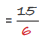 = 15/6